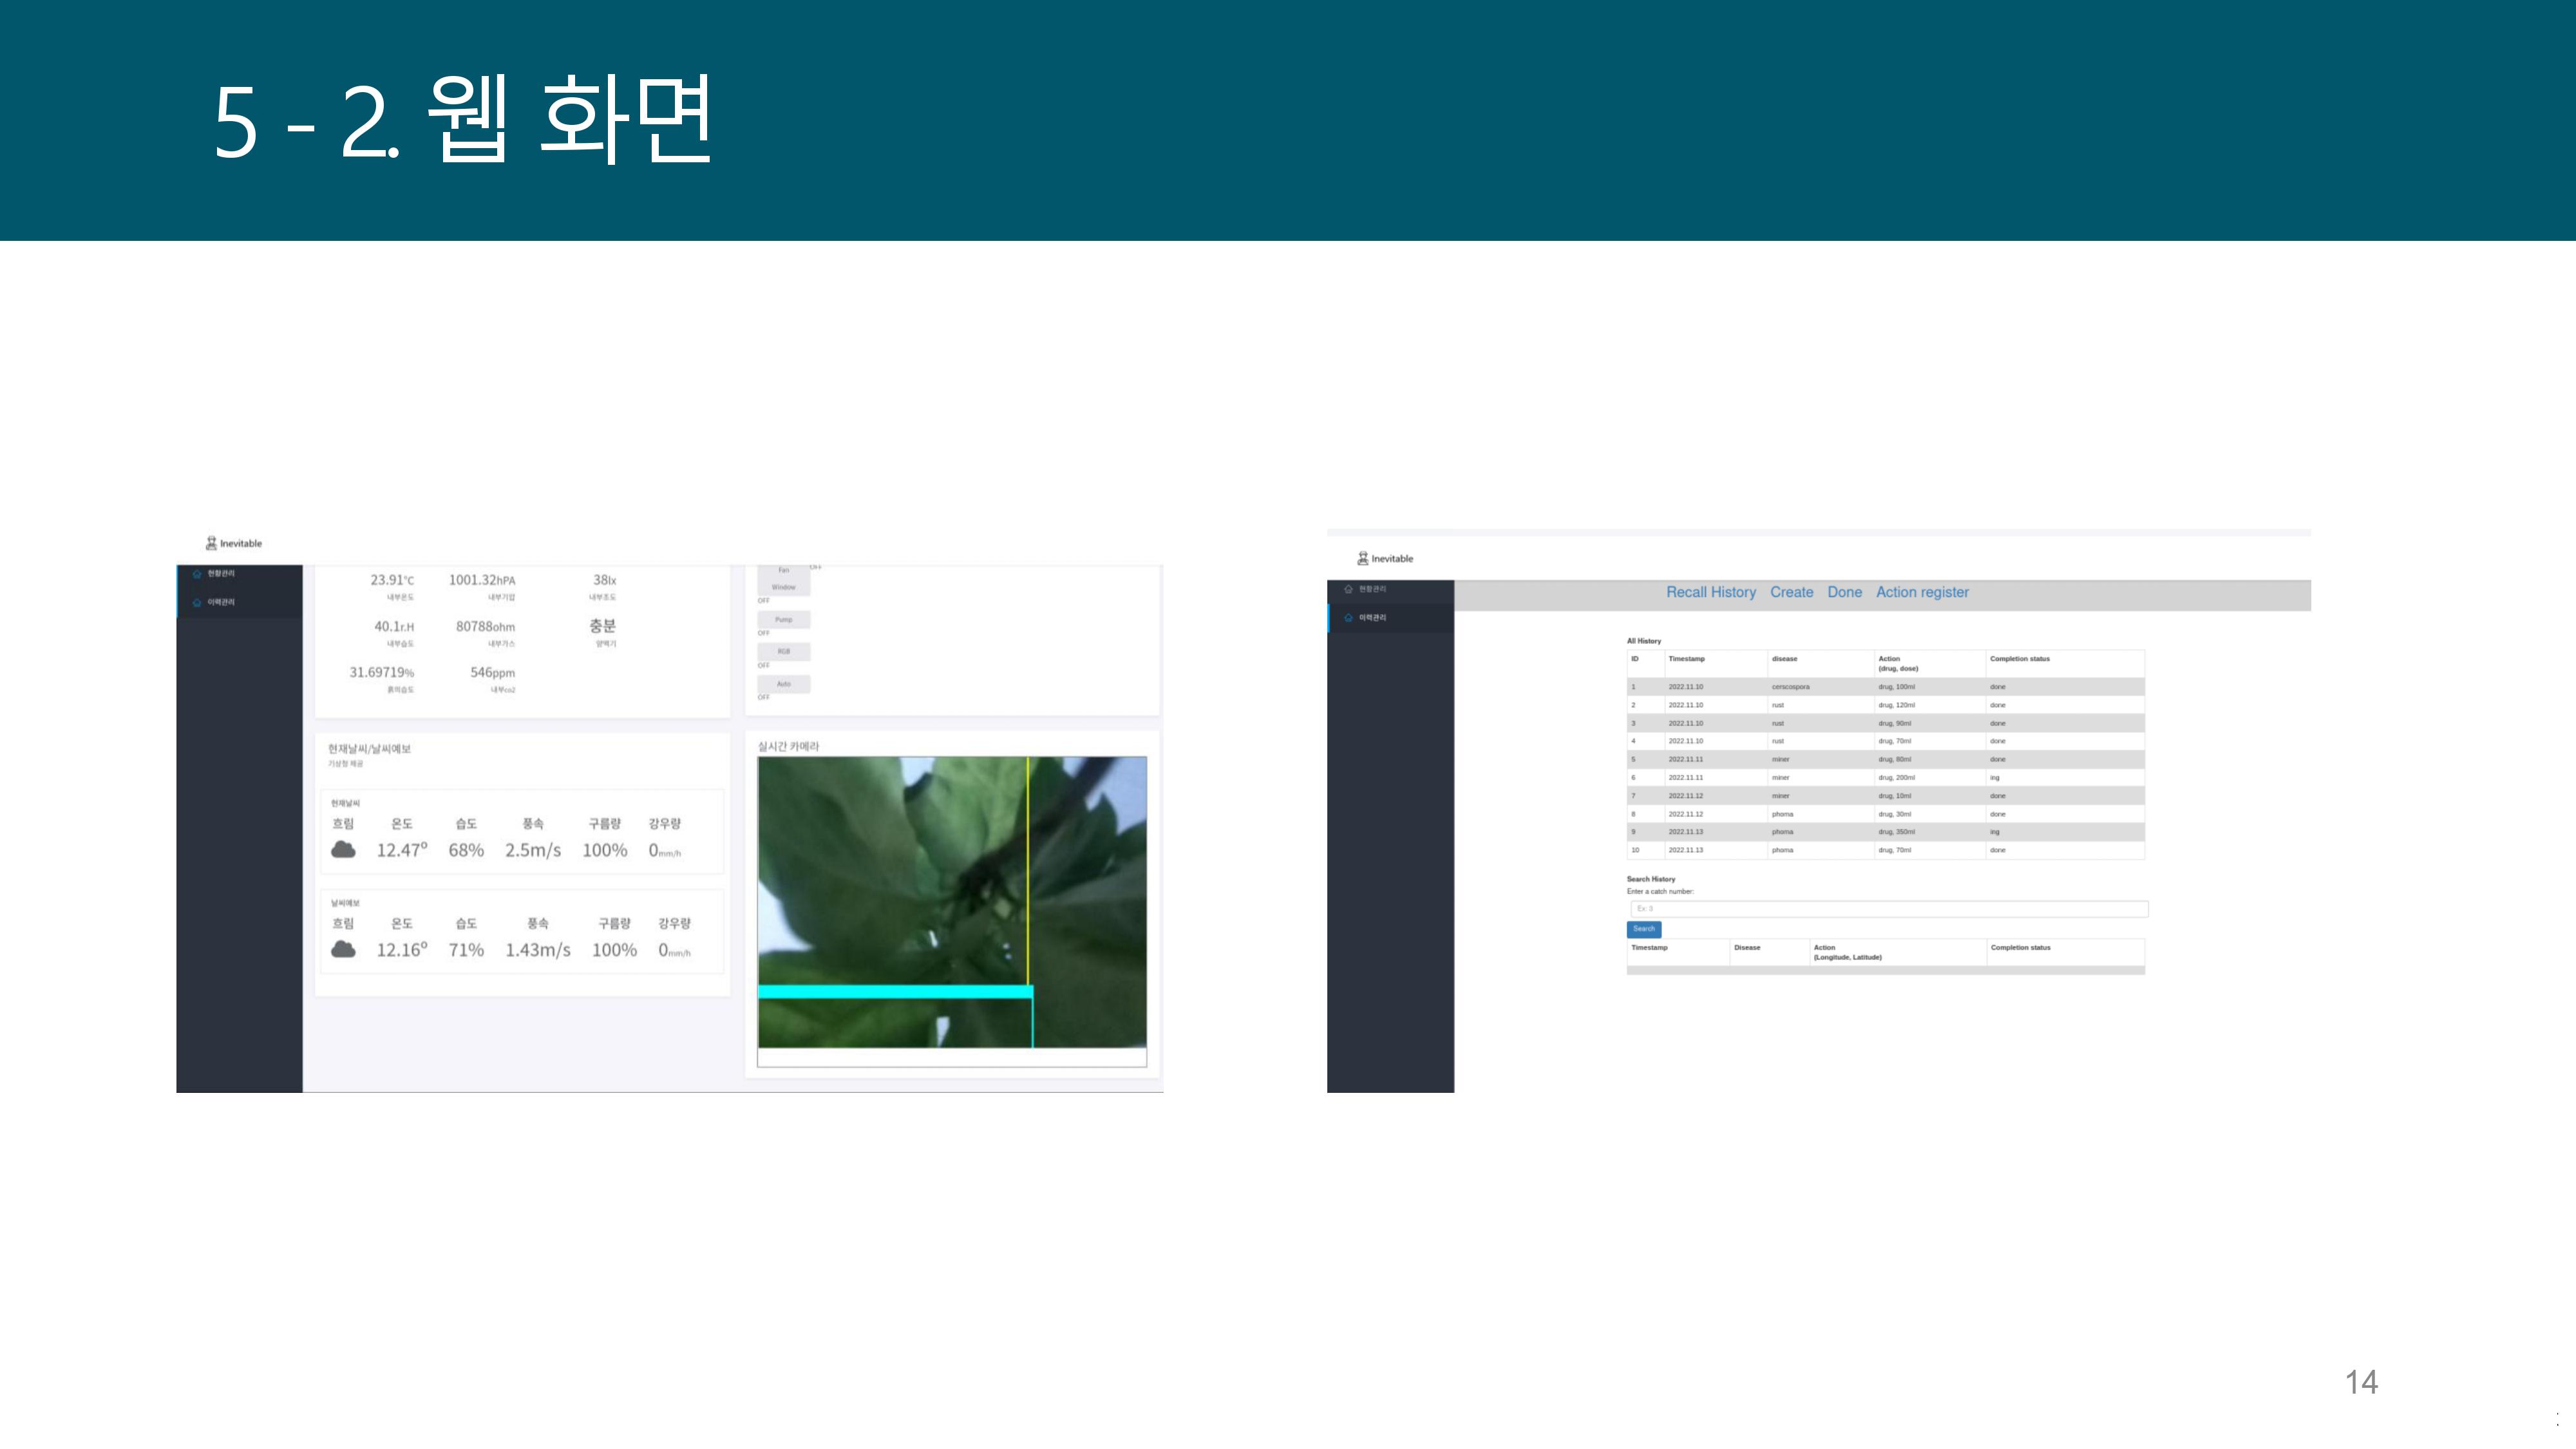 5 - 2. 웹 화면
Inevitable
현황관리
이력관리
23.91°C 1001.32hPA 38lx
내부온도 내부기압 내부조도
40.1r.H 80788ohm 충분
내부습도 내부가스 양액기
31.69719% 546ppm
흙의습도 내부co2
Fan OFF
Window
OFF
Pump
OFF
RGB
OFF
Auto
OFF
현재날씨/날씨예보
기상청 제공
현재날씨
흐림 온도 습도 풍속 구름량 강우량
12.47° 68% 2.5m/s 100% 0mm/h
날씨예보
흐림 온도 습도 풍속 구름량 강우량
12.16° 71% 1.43m/s 100% 0mm/h
실시간 카메라
Inevitable
현황관리
이력관리
Recall History Create Done Action register
All History
ID Timestamp disease Action Completion status
(drug, dose)
1 2022.11.10 cerscospora drug, 100ml done
2 2022.11.10 rust drug, 120ml done
3 2022.11.10 rust drug, 90ml done
4 2022.11.10 rust drug, 70ml done
5 2022.11.11 miner drug, 80ml done
6 2022.11.11 miner drug, 200ml ing
7 2022.11.12 miner drug, 10ml done
8 2022.11.12 phoma drug, 30ml done
9 2022.11.13 phoma drug, 350ml ing
10 2022.11.13 phoma drug, 70ml done
Search History
Enter a catch number:
Ex: 3
Search
Timestamp Disease Action Completion status
(Longitude, Latitude)
14